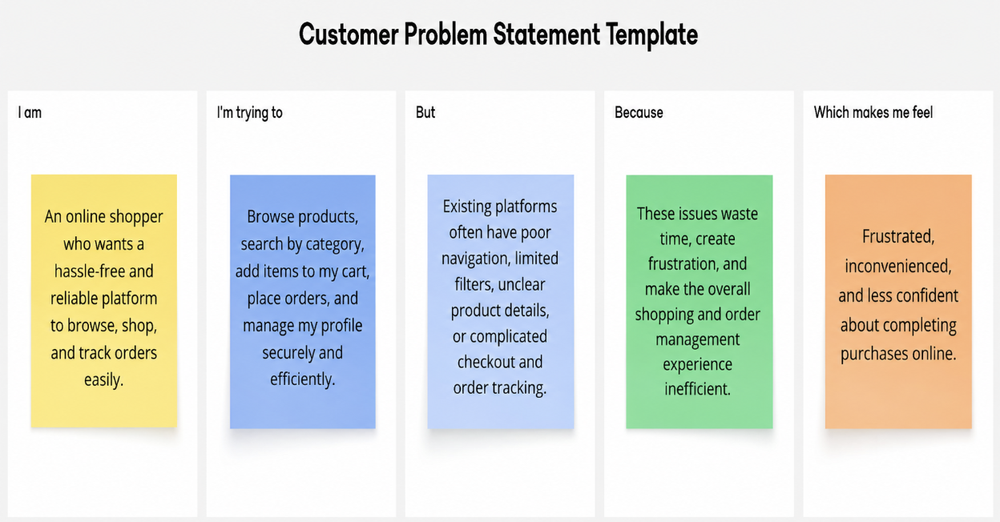 Customer Problem Statement Template
I am
An online shopper
who wants a
hassle-free and
reliable platform
to browse, shop,
and track orders
easily.
I'm trying to
Browse products,
search by category,
add items to my cart,
place orders, and
manage my profile
securely and
efficiently.
But
Existing platforms
often have poor
navigation, limited
filters, unclear
product details,
or complicated
checkout and
order tracking.
Because
These issues waste
time, create
frustration, and
make the overall
shopping and order
management
experience
inefficient.
Which makes me feel
Frustrated,
inconvenienced,
and less confident
about completing
purchases online.